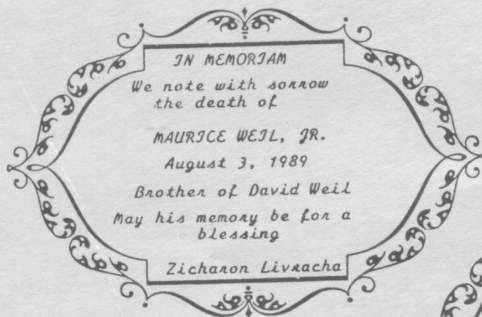 IN MEMORIAM
We note with sorrow
the death of
MAURICE WEIL, JR.
August 3, 1989
Brother of David Weil
May his memory be for a
blessing
Zicharon Livracha